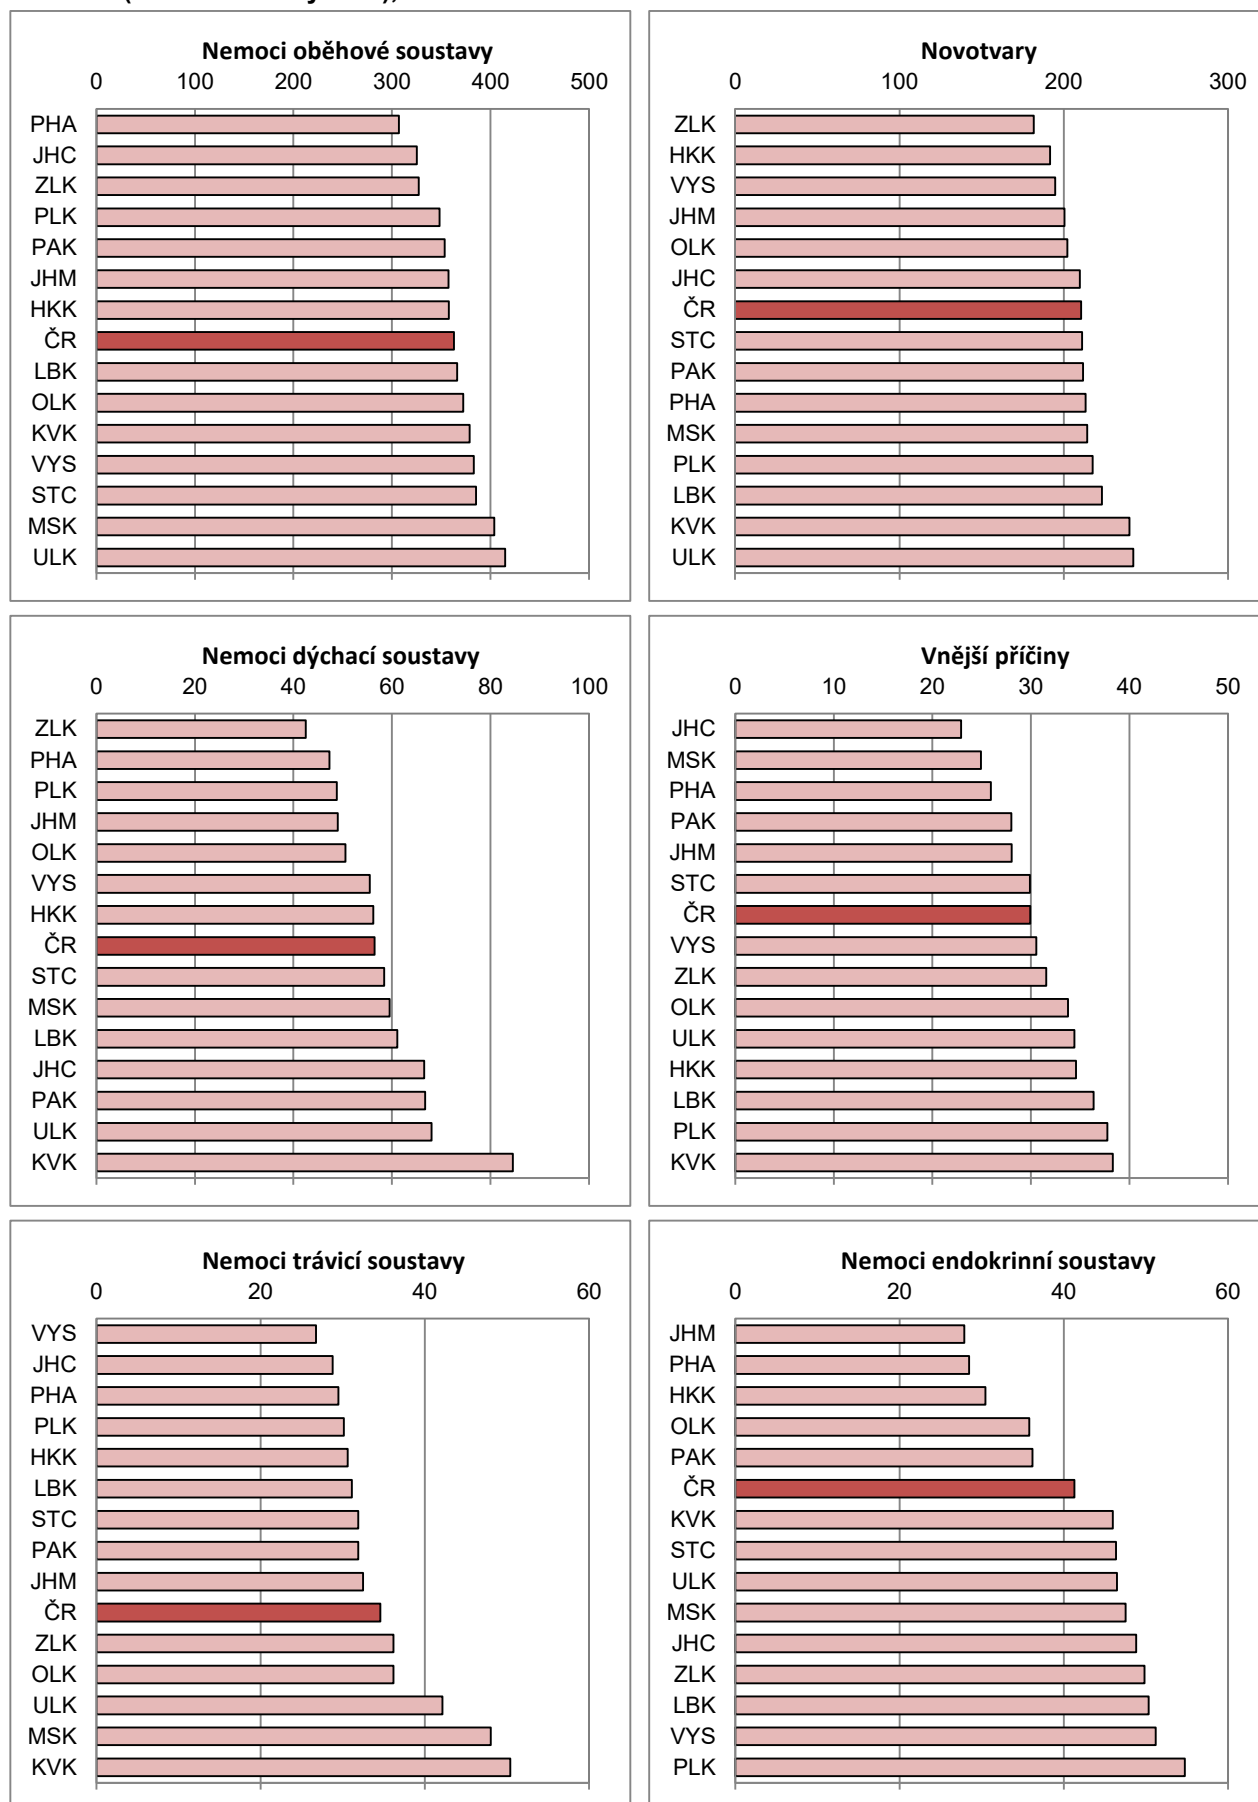 Nemoci oběhové soustavy
0 100 200 300 400 500
PHA
JHC
ZLK
PLK
PAK
JHM
HKK
ČR
LBK
OLK
KVK
VYS
STC
MSK
ULK
Novotvary
0 100 200 300
ZLK
HKK
VYS
JHM
OLK
JHC
ČR
STC
PAK
PHA
MSK
PLK
LBK
KVK
ULK
Nemoci dýchací soustavy
0 20 40 60 80 100
ZLK
PHA
PLK
JHM
OLK
VYS
HKK
ČR
STC
MSK
LBK
JHC
PAK
ULK
KVK
Vnější příčiny
0 10 20 30 40 50
JHC
MSK
PHA
PAK
JHM
STC
ČR
VYS
ZLK
OLK
ULK
HKK
LBK
PLK
KVK
Nemoci trávicí soustavy
0 20 40 60
VYS
JHC
PHA
PLK
HKK
LBK
STC
PAK
JHM
ČR
ZLK
OLK
ULK
MSK
KVK
Nemoci endokrinní soustavy
0 20 40 60
JHM
PHA
HKK
OLK
PAK
ČR
KVK
STC
ULK
MSK
JHC
ZLK
LBK
VYS
PLK